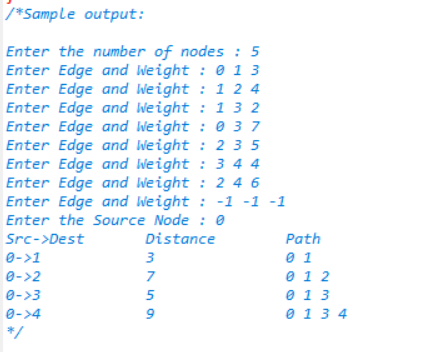 /*Sample output:
Enter the number of nodes : 5
Enter Edge and Weight : 0 1 3
Enter Edge and Weight : 1 2 4
Enter Edge and Weight : 1 3 2
Enter Edge and Weight : 0 3 7
Enter Edge and Weight : 2 3 5
Enter Edge and Weight : 3 4 4
Enter Edge and Weight : 2 4 6
Enter Edge and Weight : -1 -1 -1
Enter the Source Node : 0
Src->Dest Distance Path
0->1 3 0 1
0->2 7 0 1 2
0->3 5 0 1 3
0->4 9 0 1 3 4
*/